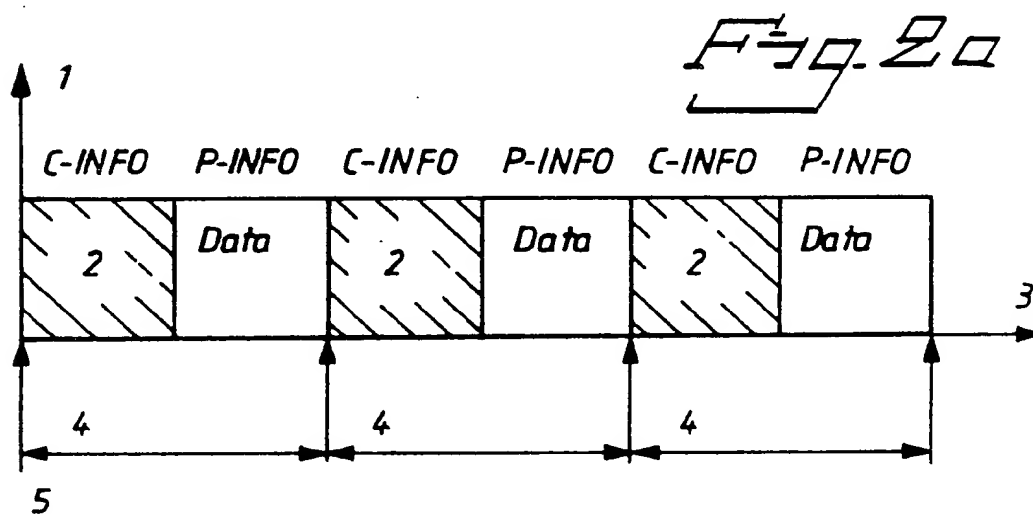 Fig. 2a
1
C-INFO P-INFO C-INFO P-INFO C-INFO P-INFO
2 Data 2 Data 2 Data
3
4 4 4
5